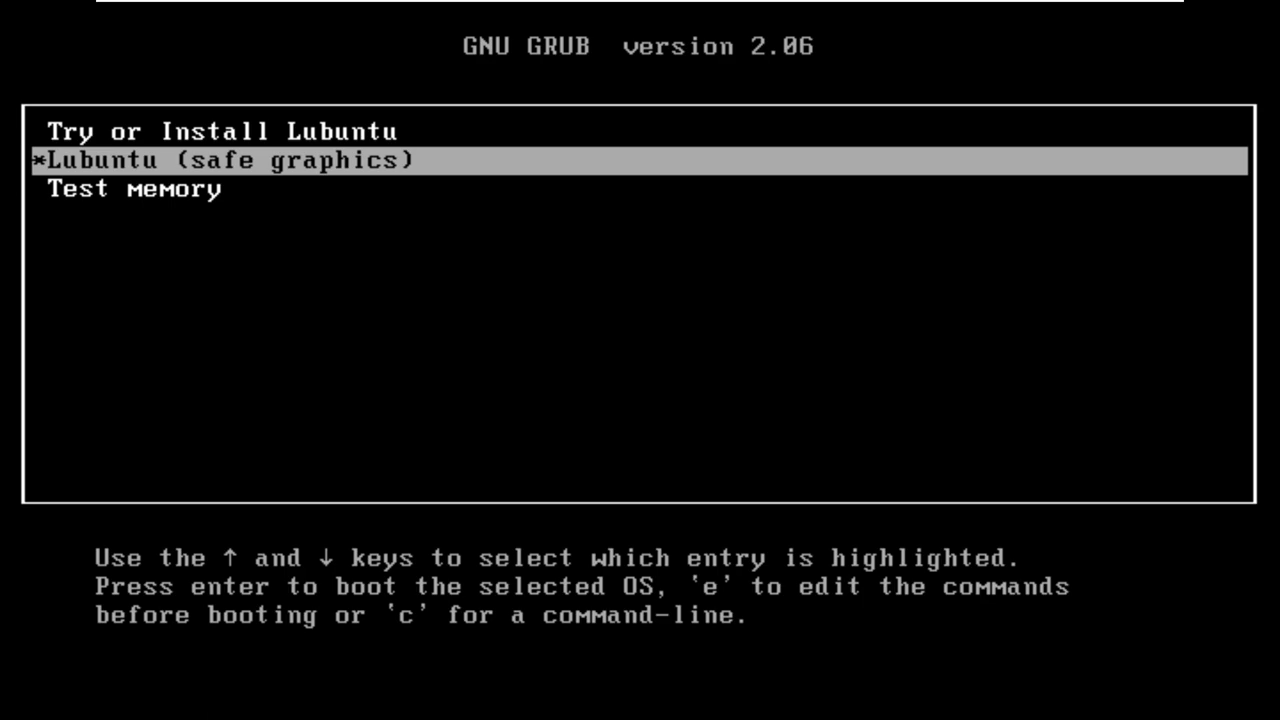 GNU GRUB  version 2.06
Try or Install Lubuntu
*Lubuntu (safe graphics)
Test memory
Use the ↑ and ↓ keys to select which entry is highlighted.
Press enter to boot the selected OS, `e' to edit the commands
before booting or `c' for a command-line.